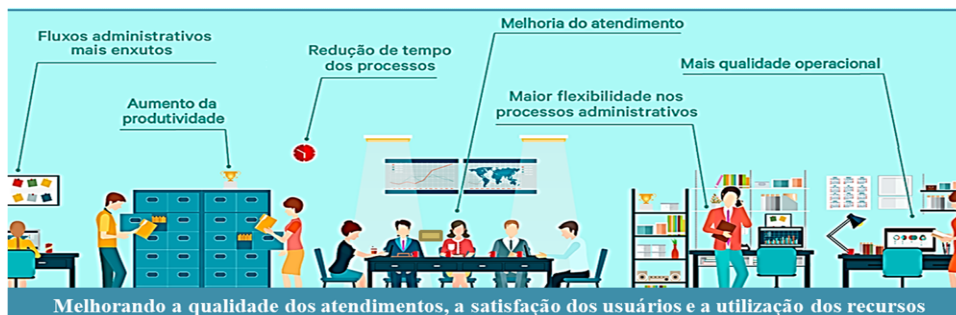 Fluxos administrativos
mais enxutos
Aumento da
produtividade
Redução de tempo
dos processos
Melhoria do atendimento
Maior flexibilidade nos
processos administrativos
Mais qualidade operacional
Melhorando a qualidade dos atendimentos, a satisfação dos usuários e a utilização dos recursos